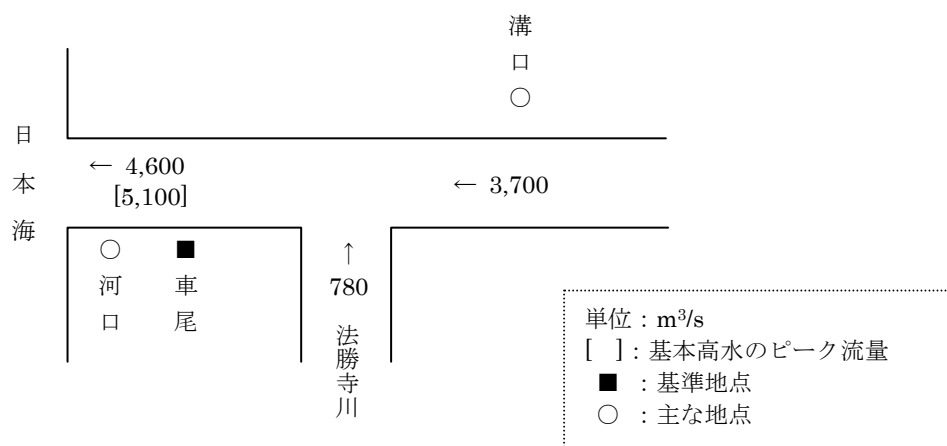 溝口
○
日本海
← 4,600
[5,100]
← 3,700
○
河口
■
車尾
↑
780
法勝寺川
単位：m³/s
[ ]：基本高水のピーク流量
■ ：基準地点
○ ：主な地点